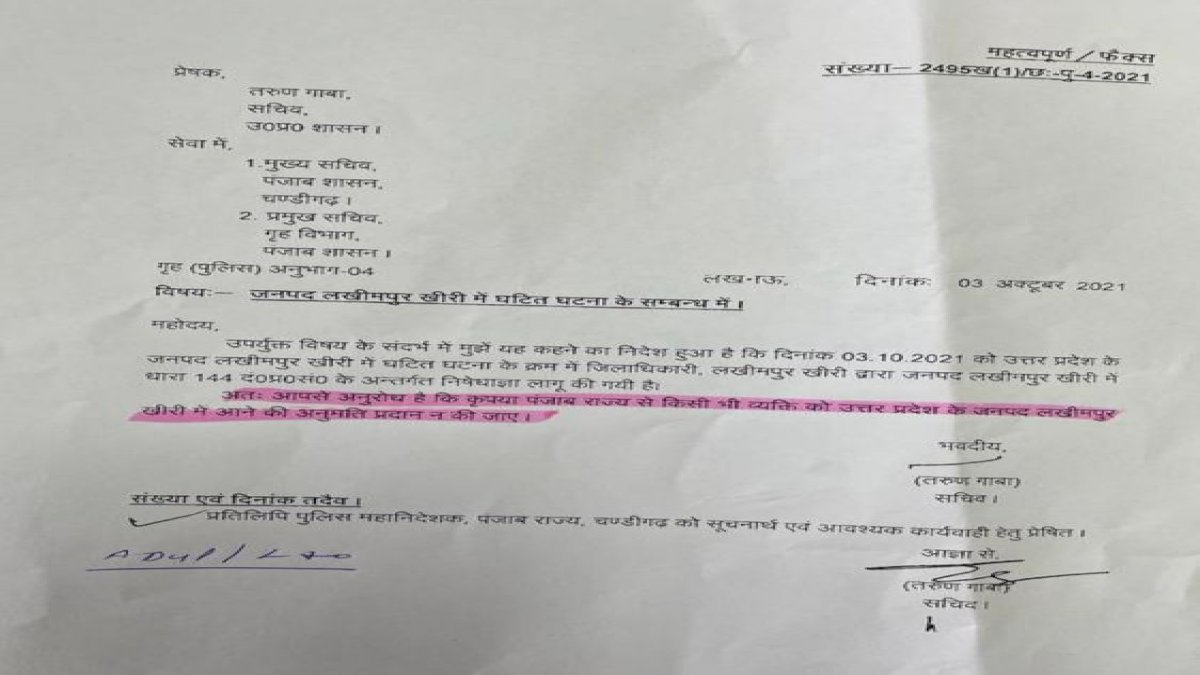 महत्वपूर्ण / फैक्स
संख्या— 2495ख(1)/छः-पु-4-2021
प्रेषक,
तरुण गाबा,
सचिव,
उ0प्र0 शासन।
सेवा में,
1.मुख्य सचिव,
पंजाब शासन,
चण्डीगढ़।
2. प्रमुख सचिव,
गृह विभाग,
पंजाब शासन।
गृह (पुलिस) अनुभाग-04
लखनऊ, दिनांकः 03 अक्टूबर 2021
विषयः— जनपद लखीमपुर खीरी में घटित घटना के सम्बन्ध में।
महोदय,
उपर्युक्त विषय के संदर्भ में मुझें यह कहने का निदेश हुआ है कि दिनांक 03.10.2021 को उत्तर प्रदेश के
जनपद लखीमपुर खीरी में घटित घटना के क्रम में जिलाधिकारी, लखीमपुर खीरी द्वारा जनपद लखीमपुर खीरी में
धारा 144 द0प्र0सं0 के अन्तर्गत निषेधाज्ञा लागू की गयी है।
अतः आपसे अनुरोध है कि कृपया पंजाब राज्य से किसी भी व्यक्ति को उत्तर प्रदेश के जनपद लखीमपुर
खीरी में आने की अनुमति प्रदान न की जाए।
भवदीय,
(तरुण गाबा)
सचिव।
संख्या एवं दिनांक तदैव।
प्रतिलिपि पुलिस महानिदेशक, पंजाब राज्य, चण्डीगढ़ को सूचनार्थ एवं आवश्यक कार्यवाही हेतु प्रेषित।
आज्ञा से,
(तरुण गाबा)
सचिव।